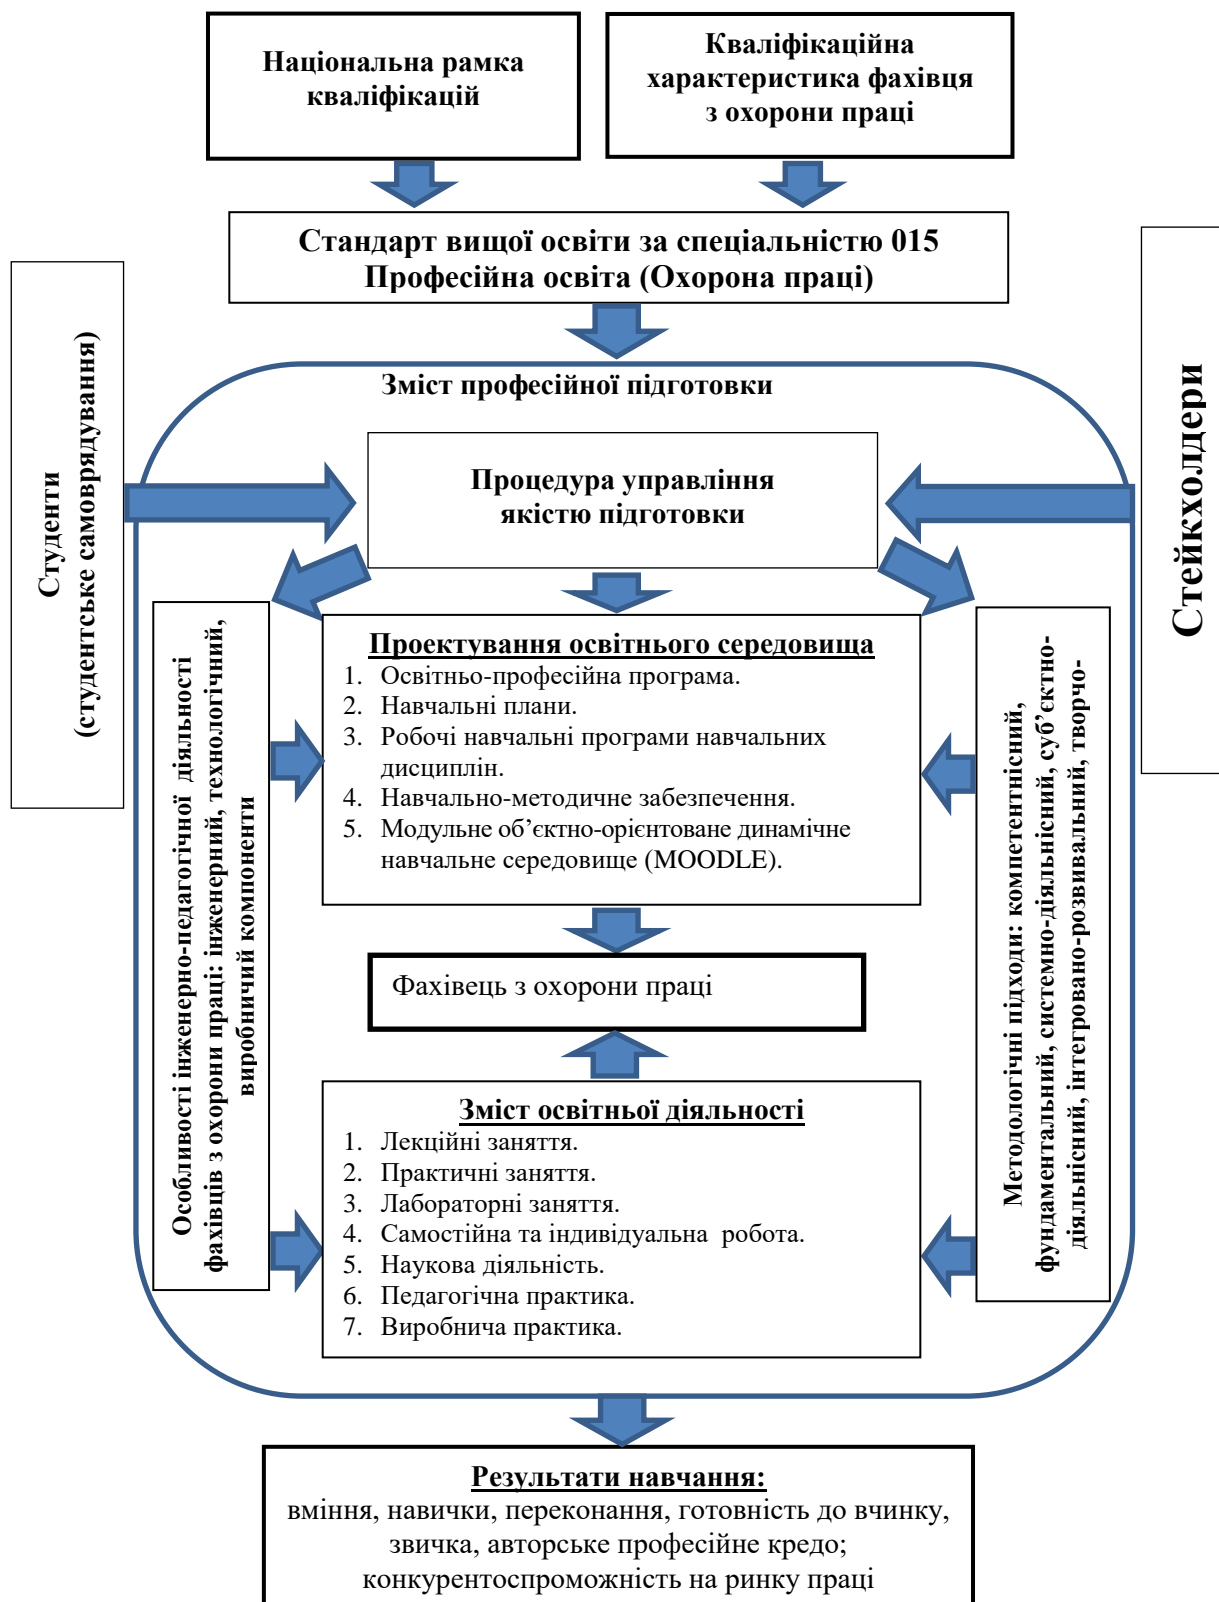 Національна рамка
кваліфікацій
Кваліфікаційна
характеристика фахівця
з охорони праці
Стандарт вищої освіти за спеціальністю 015
Професійна освіта (Охорона праці)
Студенти
(студентське самоврядування)
Стейкхолдери
Зміст професійної підготовки
Процедура управління
якістю підготовки
Особливості інженерно-педагогічної діяльності
фахівців з охорони праці: інженерний, технологічний,
виробничий компоненти
Проектування освітнього середовища
1. Освітньо-професійна програма.
2. Навчальні плани.
3. Робочі навчальні програми навчальних
дисциплін.
4. Навчально-методичне забезпечення.
5. Модульне об’єктно-орієнтоване динамічне
навчальне середовище (MOODLE).
Методологічні підходи: компетентнісний,
фундаментальний, системно-діяльнісний, суб’єктно-
діяльнісний, інтегровано-розвивальний, творчо-
Фахівець з охорони праці
Зміст освітньої діяльності
1. Лекційні заняття.
2. Практичні заняття.
3. Лабораторні заняття.
4. Самостійна та індивідуальна робота.
5. Наукова діяльність.
6. Педагогічна практика.
7. Виробнича практика.
Результати навчання:
вміння, навички, переконання, готовність до вчинку,
звичка, авторське професійне кредо;
конкурентоспроможність на ринку праці